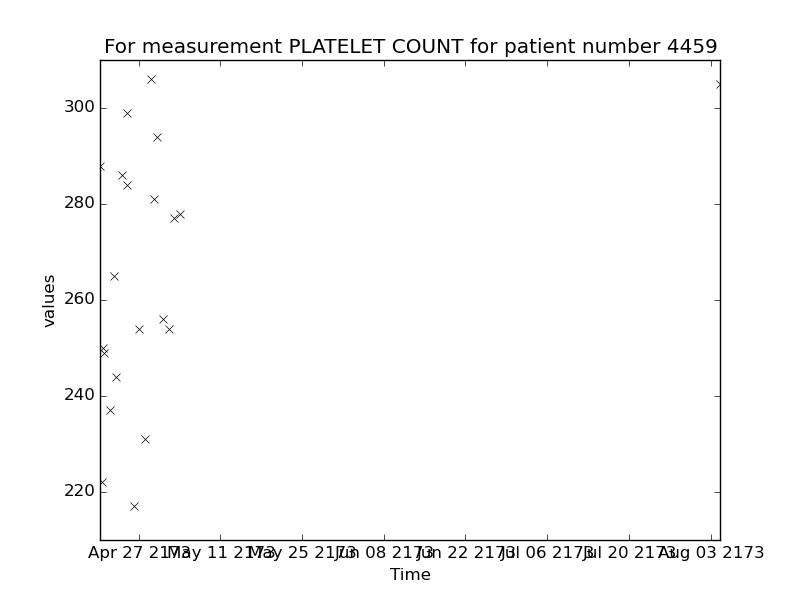 For measurement PLATELET COUNT for patient number 4459
300
280
260
240
220
values
Apr 27 2173 May 11 2173 May 25 2173 Jun 08 2173 Jun 22 2173 Jul 06 2173 Jul 20 2173 Aug 03 2173
Time